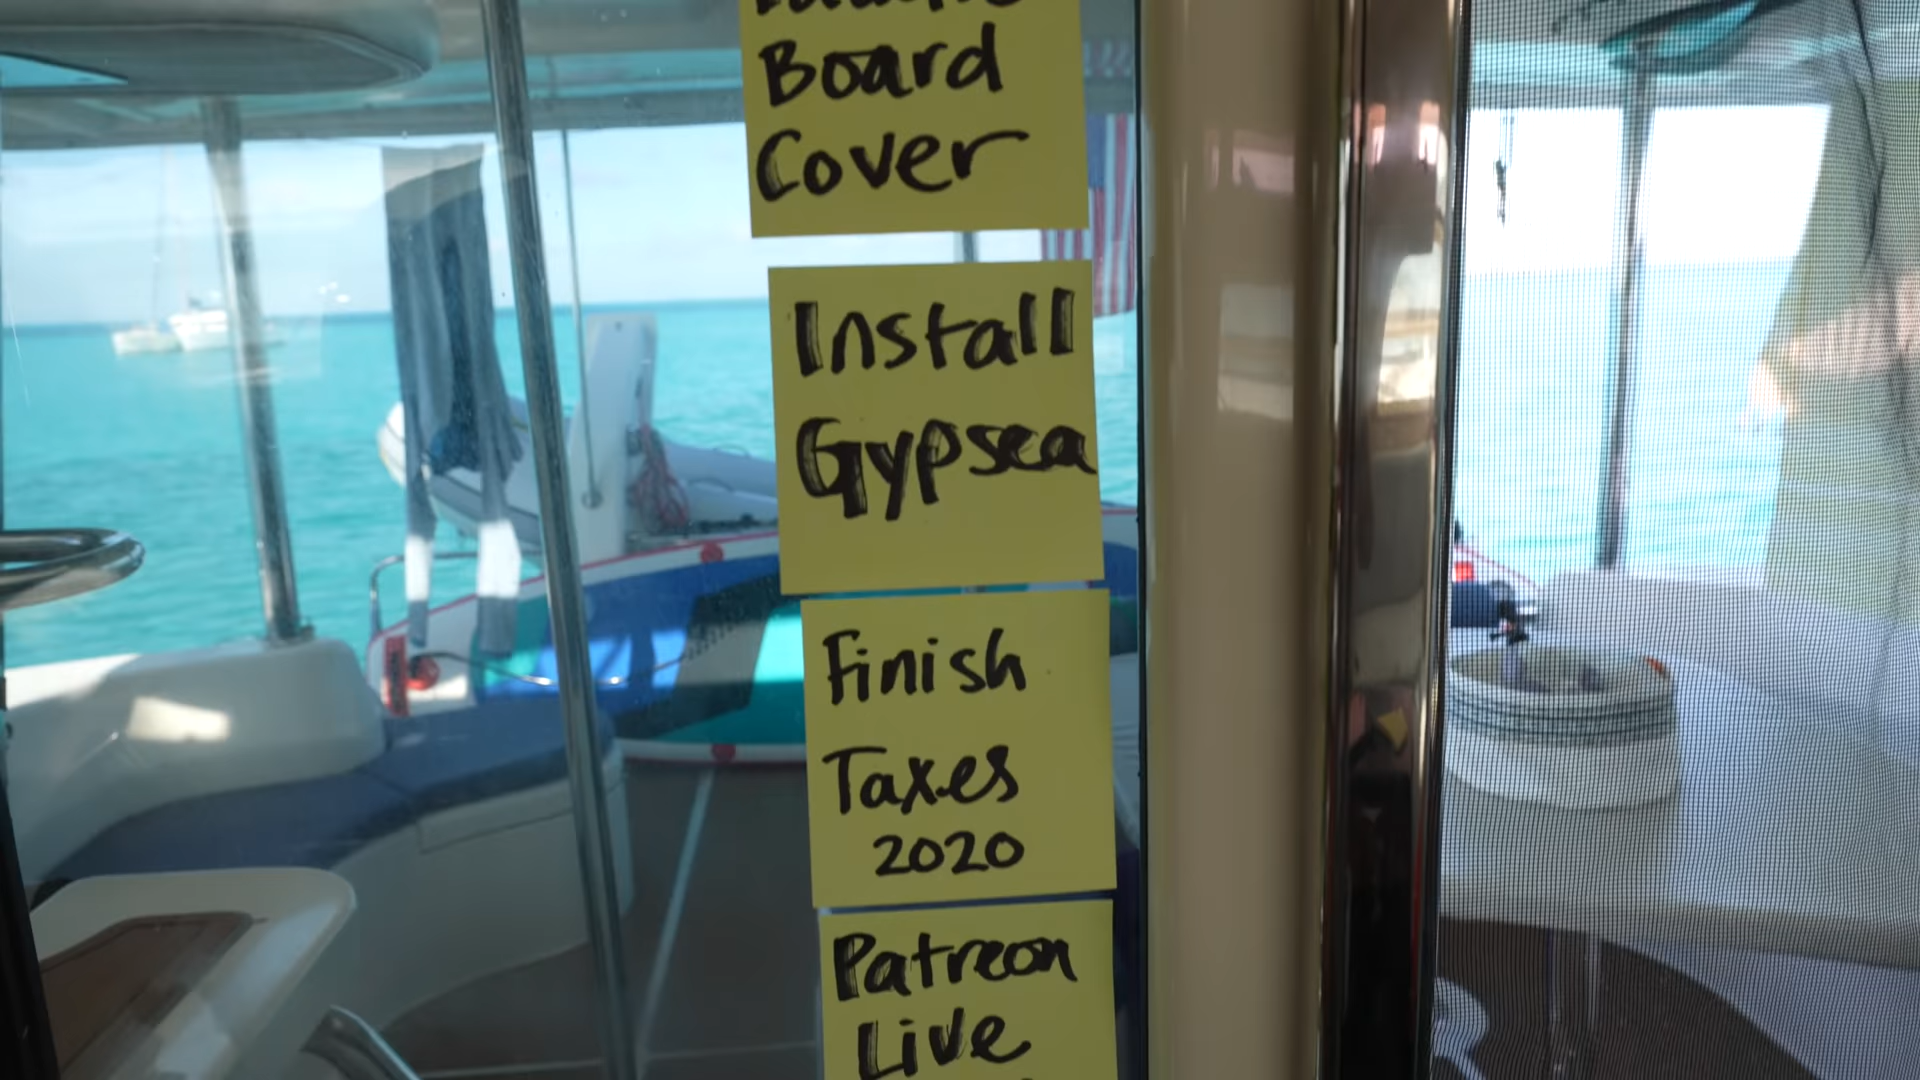 Board
Cover
Install
Gypsea
Finish
Taxes
2020
Patreon
Live